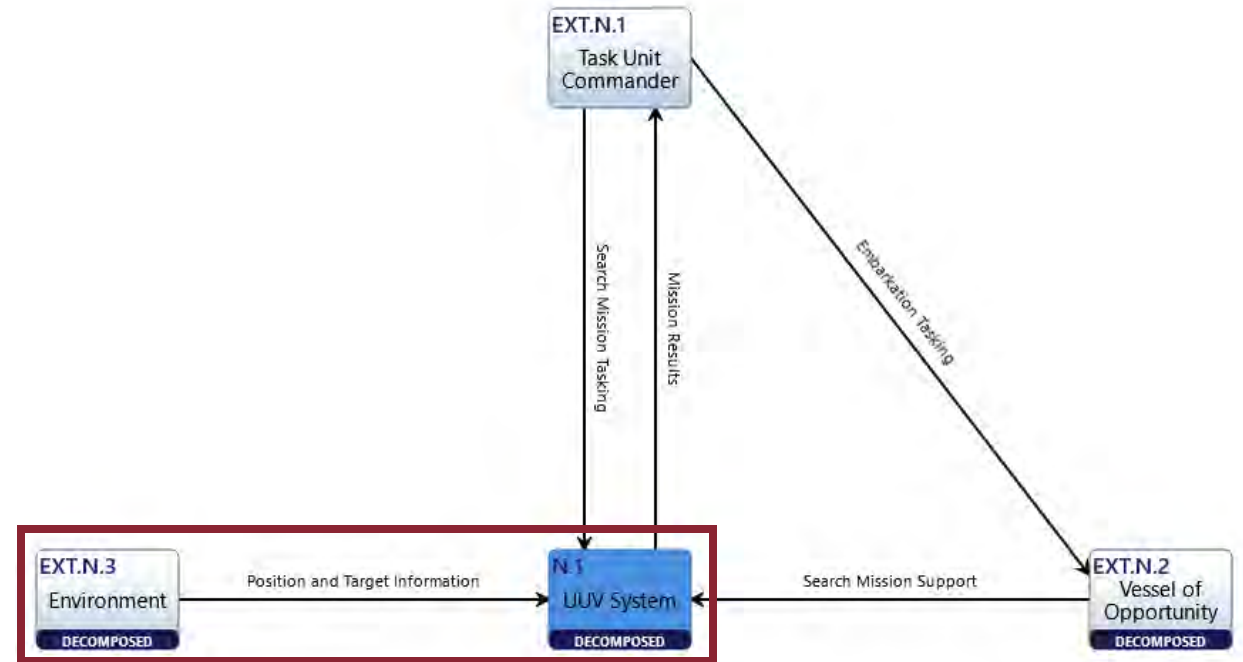 EXT.N.1
Task Unit
Commander
Search Mission Tasking
Mission Results
Embarkation Tasking
EXT.N.3
Environment
DECOMPOSED
Position and Target Information
N.1
UUV System
DECOMPOSED
Search Mission Support
EXT.N.2
Vessel of
Opportunity
DECOMPOSED